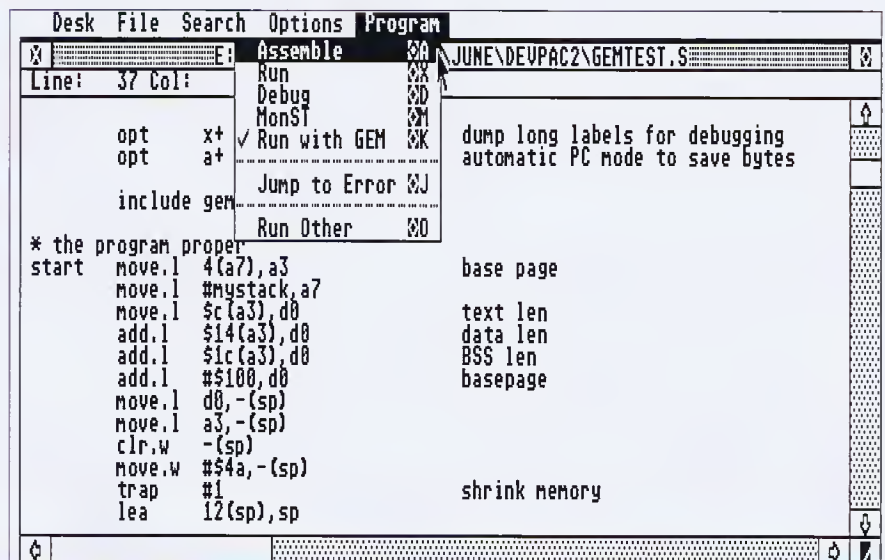 Desk File Search Options Program
E: \JUNE\DEVPAC2\GEMTEST.S
Line: 37 Col:
Assemble A
Run X
Debug D
MonST M
✓ Run with GEM K
Jump to Error J
Run Other O
opt x+ dump long labels for debugging
opt a+ automatic PC mode to save bytes
include gem
* the program proper
start move.l 4(a7),a3 base page
move.l #mystack,a7
move.l $c(a3),d0 text len
add.l $14(a3),d0 data len
add.l $1c(a3),d0 BSS len
add.l #$100,d0 basepage
move.l d0,-(sp)
move.l a3,-(sp)
clr.w -(sp)
move.w #$4a,-(sp)
trap #1 shrink memory
lea 12(sp),sp